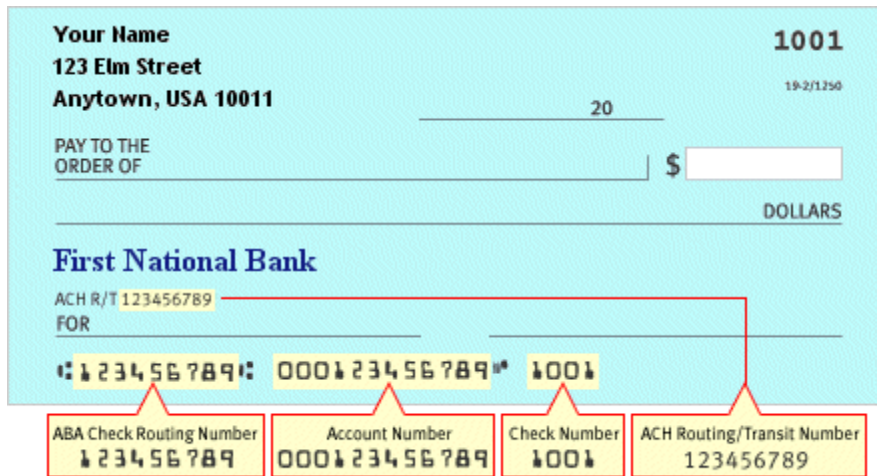 Your Name
1001
123 Elm Street
19-2/1250
Anytown, USA 10011
20
PAY TO THE
ORDER OF
$
DOLLARS
First National Bank
ACH R/T 123456789
FOR
⑆123456789⑆ 000123456789⑈ 1001
ABA Check Routing Number
123456789
Account Number
000123456789
Check Number
1001
ACH Routing/Transit Number
123456789